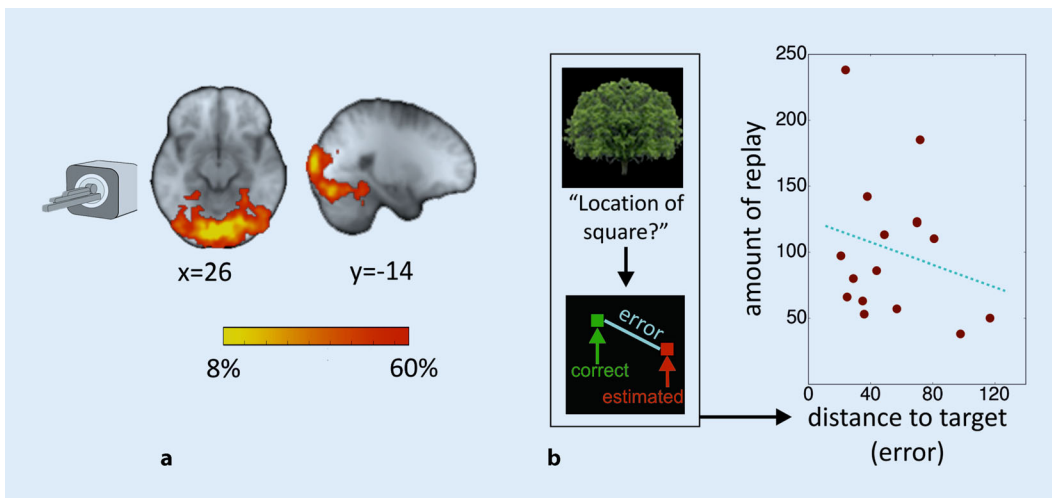 x=26
y=-14
8%
60%
a
“Location of
square?”
error
correct
estimated
b
amount of replay
250
200
150
100
50
0
40
80
120
distance to target
(error)